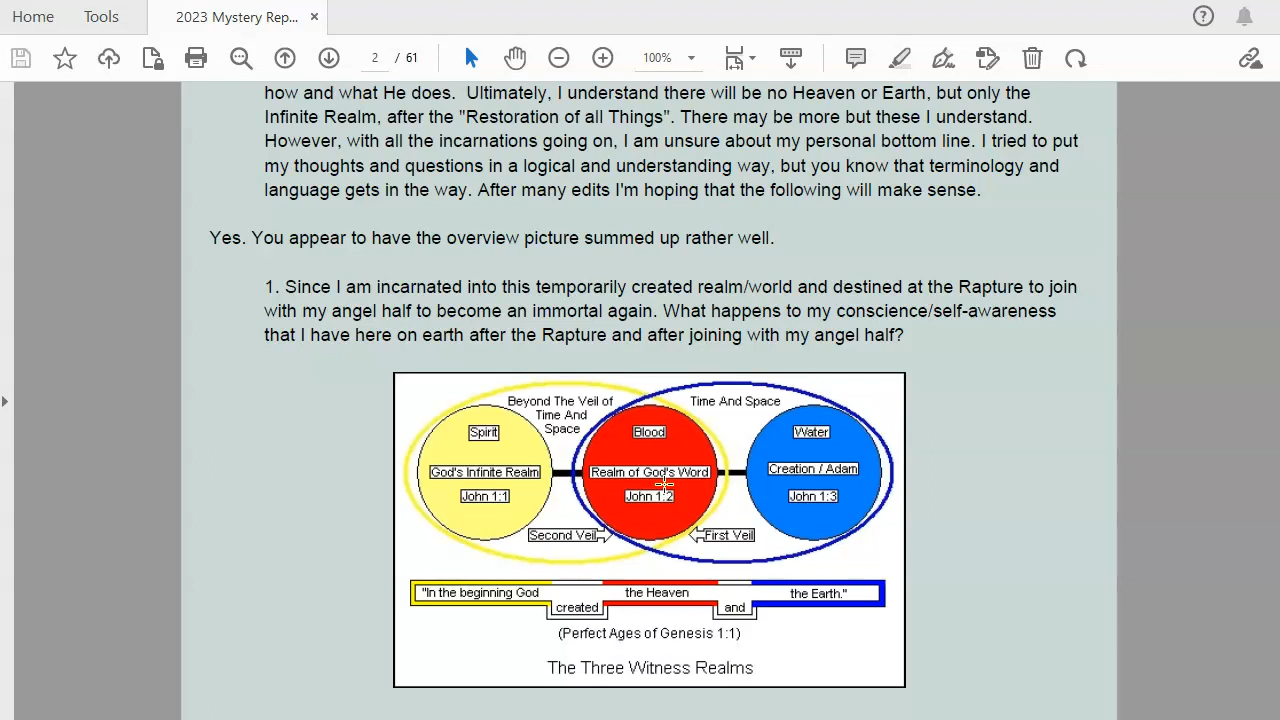 Home Tools 2023 Mystery Rep... ×
2 / 61 100%
how and what He does. Ultimately, I understand there will be no Heaven or Earth, but only the
Infinite Realm, after the "Restoration of all Things". There may be more but these I understand.
However, with all the incarnations going on, I am unsure about my personal bottom line. I tried to put
my thoughts and questions in a logical and understanding way, but you know that terminology and
language gets in the way. After many edits I'm hoping that the following will make sense.
Yes. You appear to have the overview picture summed up rather well.
1. Since I am incarnated into this temporarily created realm/world and destined at the Rapture to join
with my angel half to become an immortal again. What happens to my conscience/self-awareness
that I have here on earth after the Rapture and after joining with my angel half?
Beyond The Veil of
Time And
Space
Time And Space
Spirit
God's Infinite Realm
John 1:1
Blood
Realm of God's Word
John 1:2
Water
Creation / Adam
John 1:3
Second Veil
First Veil
"In the beginning God
created
the Heaven
and
the Earth."
(Perfect Ages of Genesis 1:1)
The Three Witness Realms